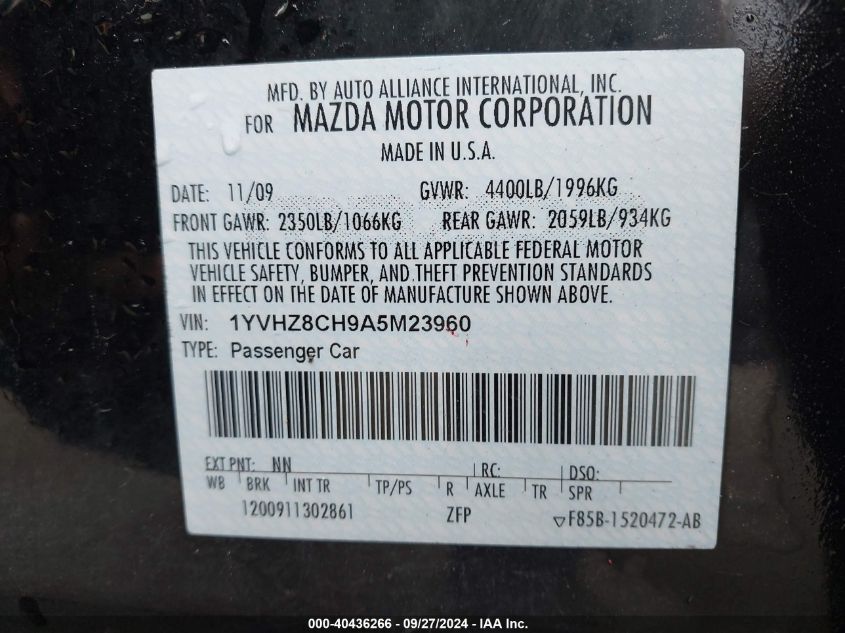 MFD. BY AUTO ALLIANCE INTERNATIONAL, INC.
FOR MAZDA MOTOR CORPORATION
MADE IN U.S.A.
DATE: 11/09 GVWR: 4400LB/1996KG
FRONT GAWR: 2350LB/1066KG REAR GAWR: 2059LB/934KG
THIS VEHICLE CONFORMS TO ALL APPLICABLE FEDERAL MOTOR
VEHICLE SAFETY, BUMPER, AND THEFT PREVENTION STANDARDS
IN EFFECT ON THE DATE OF MANUFACTURE SHOWN ABOVE.
VIN: 1YVHZ8CH9A5M23960
TYPE: Passenger Car
EXT PNT: NN RC: DSO:
WB BRK INT TR TP/PS R AXLE TR SPR
1200911302861 ZFP ▽F85B-1520472-AB
000-40436266 - 09/27/2024 - IAA Inc.